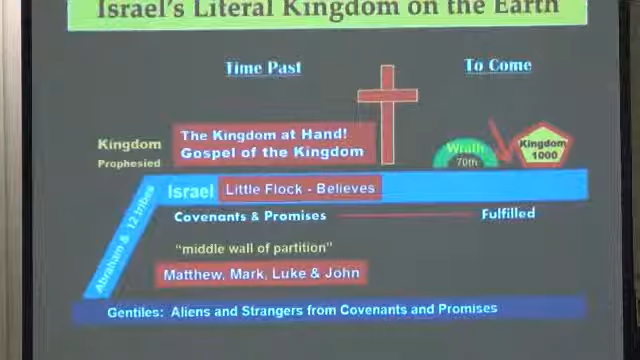 Israel's Literal Kingdom on the Earth
Time Past
To Come
Kingdom
Prophesied
The Kingdom at Hand!
Gospel of the Kingdom
Wrath
70th
Kingdom
1000
Abraham & 12 tribes
Israel
Little Flock - Believes
Covenants & Promises
Fulfilled
"middle wall of partition"
Matthew, Mark, Luke & John
Gentiles: Aliens and Strangers from Covenants and Promises